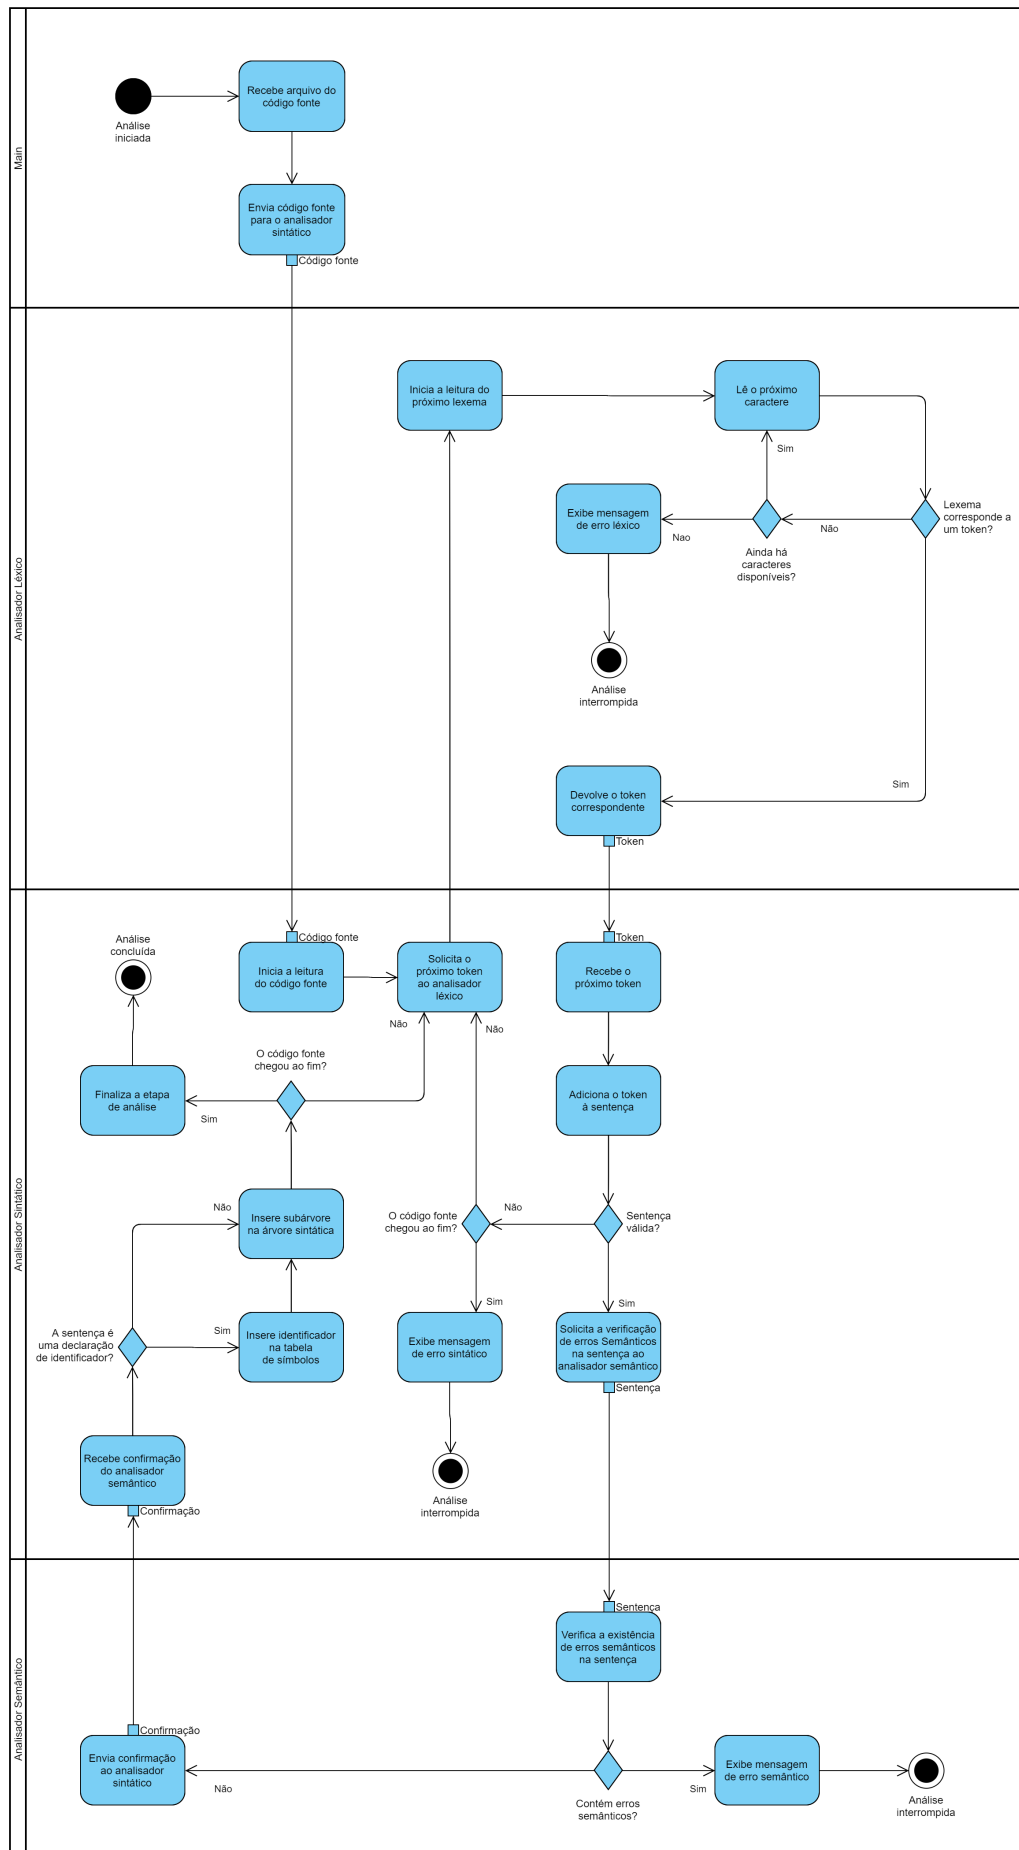 Main
Recebe arquivo do
código fonte
Análise
iniciada
Envia código fonte
para o analisador
sintático
Código fonte
Analisador Léxico
Inicia a leitura do
próximo lexema
Lê o próximo
caractere
Sim
Exibe mensagem
de erro léxico
Nao
Ainda há
caracteres
disponíveis?
Não
Lexema
corresponde a
um token?
Análise
interrompida
Sim
Devolve o token
correspondente
Token
Analisador Sintático
Análise
concluída
Código fonte
Inicia a leitura
do código fonte
Solicita o
próximo token
ao analisador
léxico
Token
Recebe o
próximo token
Não
Não
O código fonte
chegou ao fim?
Finaliza a etapa
de análise
Sim
Adiciona o token
à sentença
Não
Insere subárvore
na árvore sintática
O código fonte
chegou ao fim?
Não
Sentença
válida?
Sim
Sim
A sentença é
uma declaração
de identificador?
Sim
Insere identificador
na tabela
de símbolos
Exibe mensagem
de erro sintático
Solicita a verificação
de erros Semânticos
na sentença ao
analisador semântico
Sentença
Recebe confirmação
do analisador
semântico
Confirmação
Análise
interrompida
Analisador Semântico
Sentença
Verifica a existência
de erros semânticos
na sentença
Confirmação
Envia confirmação
ao analisador
sintático
Não
Contém erros
semânticos?
Sim
Exibe mensagem
de erro semântico
Análise
interrompida